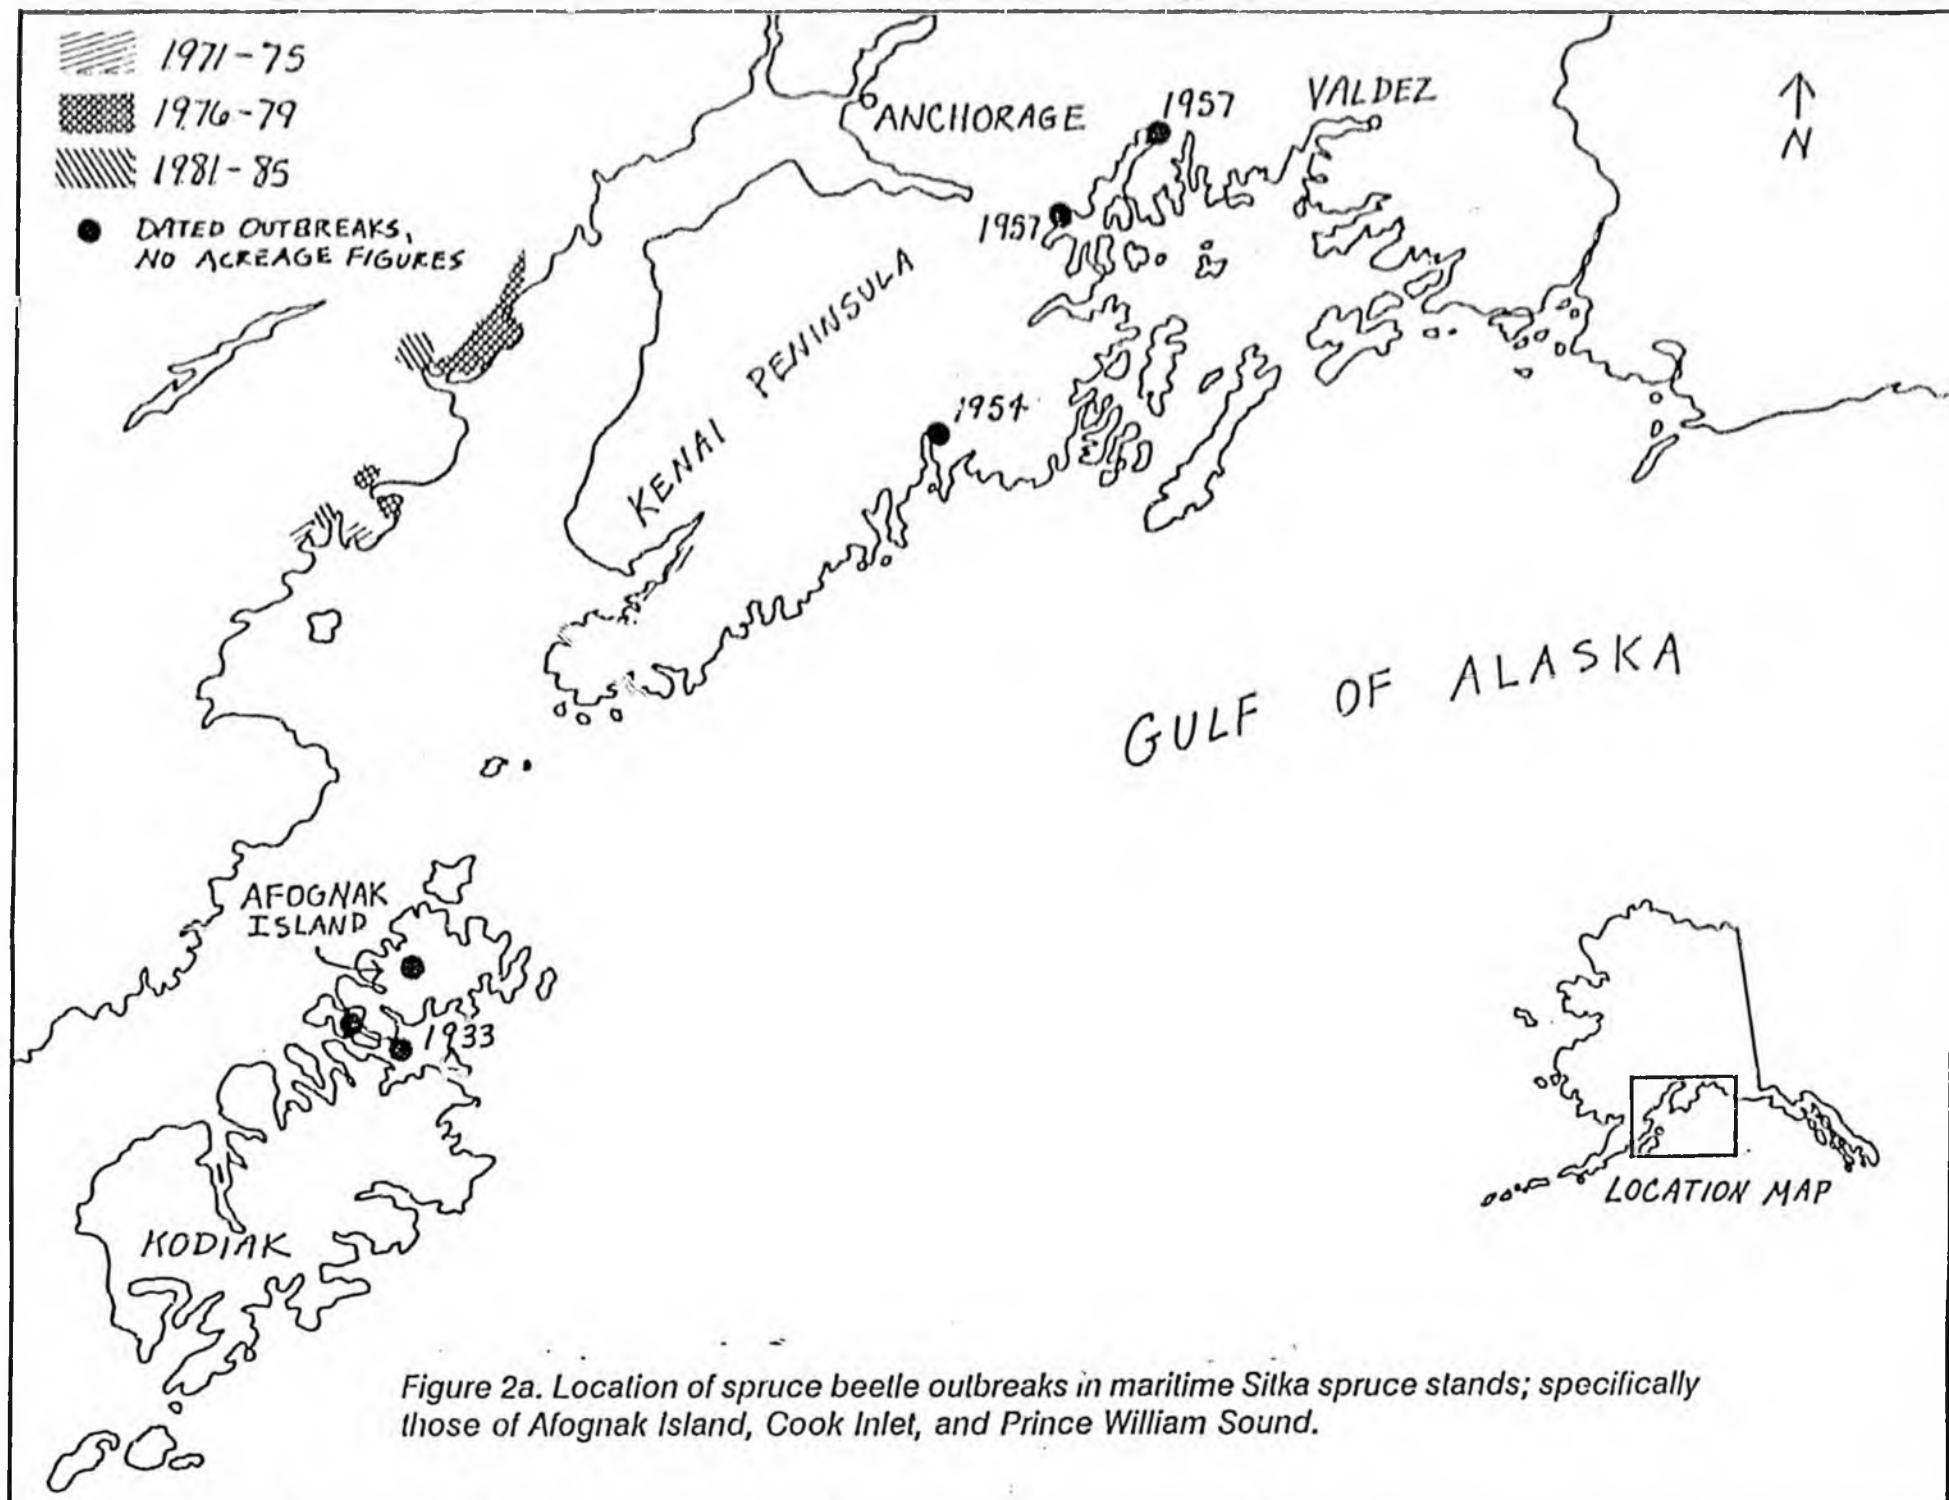 1971-75
1976-79
1981-85
DATED OUTBREAKS,
NO ACREAGE FIGURES
ANCHORAGE
1957
VALDEZ
N
1957
KENAI PENINSULA
1954
GULF OF ALASKA
AFOGNAK
ISLAND
1933
KODIAK
LOCATION MAP
Figure 2a. Location of spruce beetle outbreaks in maritime Sitka spruce stands; specifically
those of Afognak Island, Cook Inlet, and Prince William Sound.